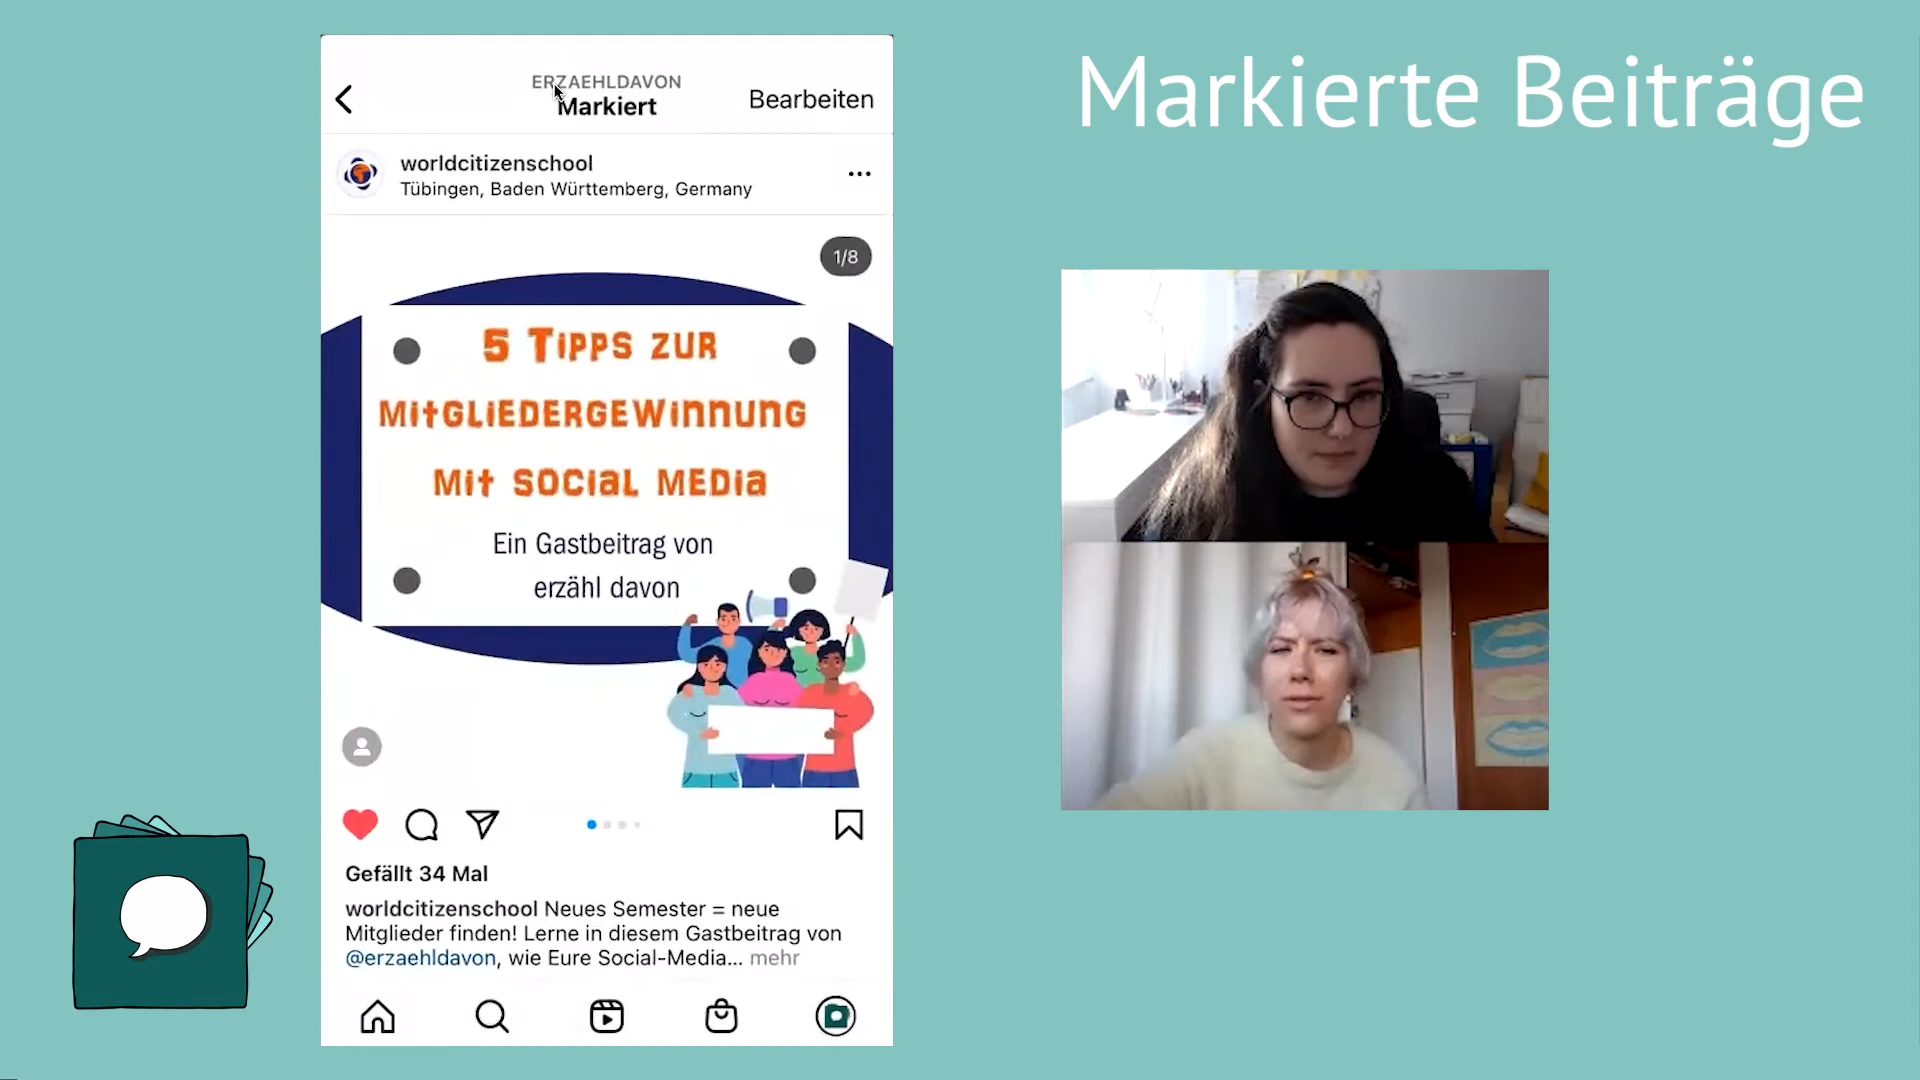 Markierte Beiträge
ERZAEHLDAVON
Markiert
Bearbeiten
worldcitizenschool
Tübingen, Baden Württemberg, Germany
1/8
5 TIPPS ZUR
MITGLIEDERGEWINNUNG
MIT SOCIAL MEDIA
Ein Gastbeitrag von
erzähl davon
Gefällt 34 Mal
worldcitizenschool Neues Semester = neue
Mitglieder finden! Lerne in diesem Gastbeitrag von
@erzaehldavon, wie Eure Social-Media... mehr